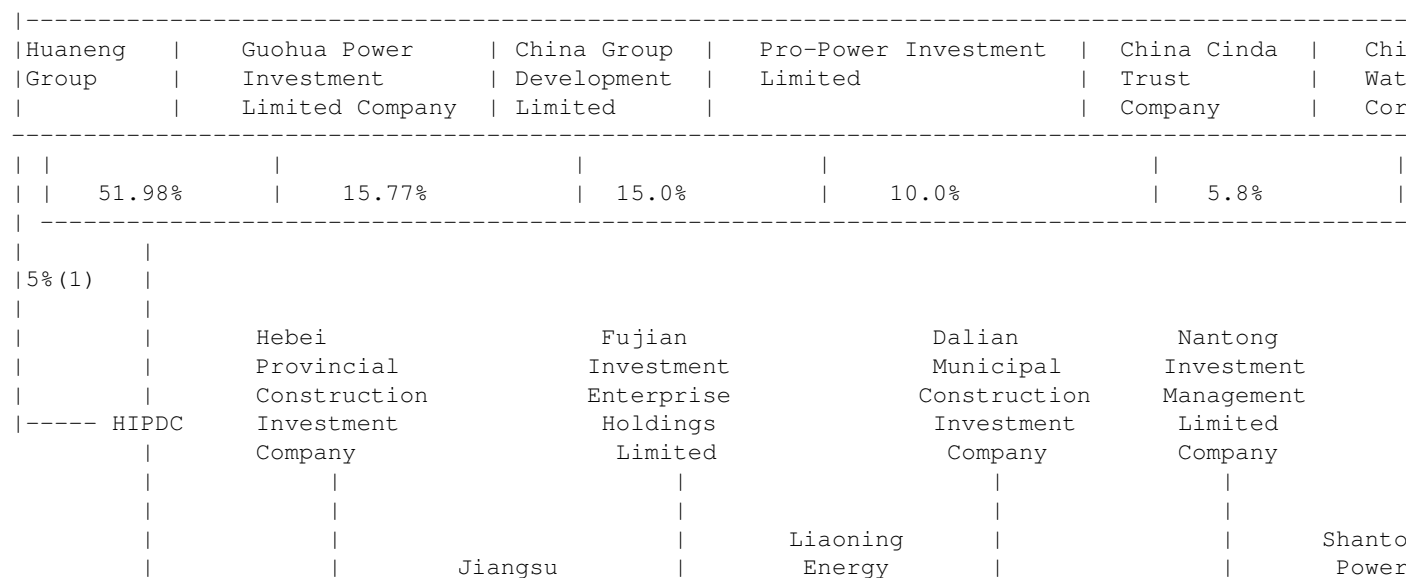 |Huaneng | Guohua Power | China Group | Pro-Power Investment | China Cinda |
|Group | Investment | Development | Limited | Trust |
| | Limited Company | Limited | | Company |
| | | | | | |
| | 51.98% | 15.77% | 15.0% | 10.0% | 5.8% |
| |
|5%(1) |
| |
| | Hebei Fujian Dalian Nantong
| | Provincial Investment Municipal Investment
| | Construction Enterprise Construction Management
|----- HIPDC Investment Holdings Investment Limited
| Company Limited Company Company
| | | | |
| | | | |
| | | Liaoning | |
| | Jiangsu | Energy | | Power